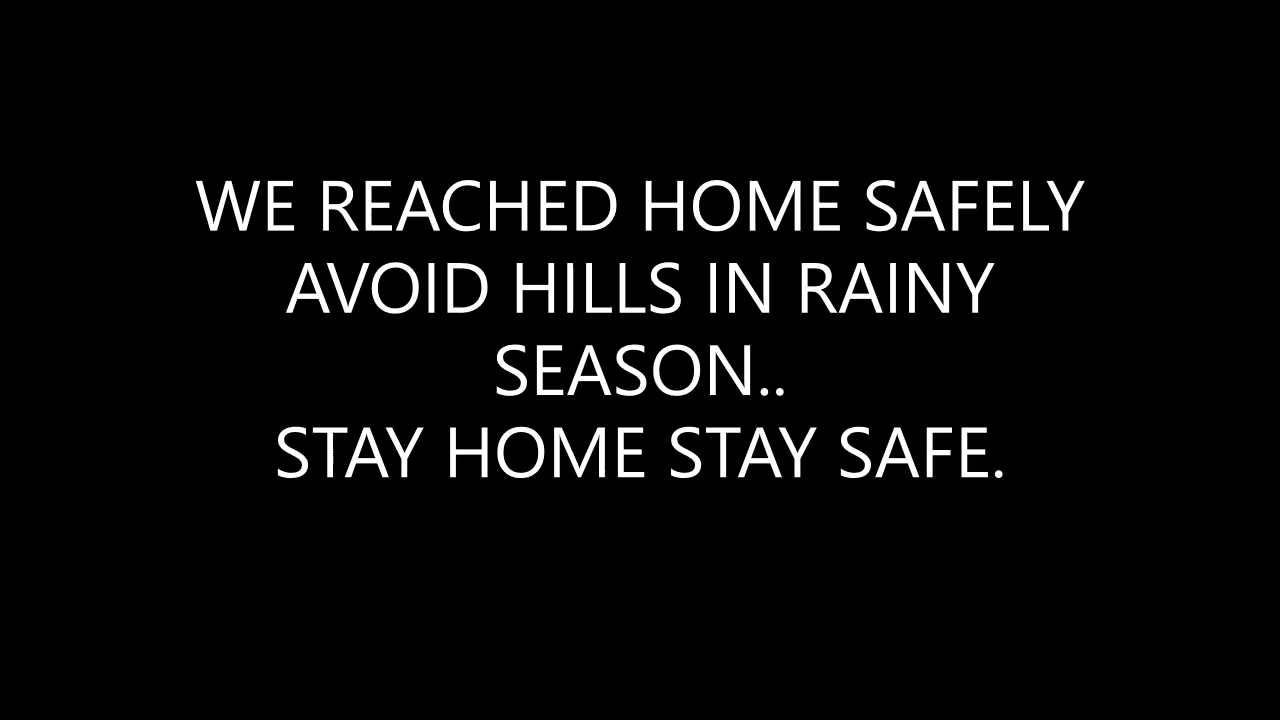 WE REACHED HOME SAFELY
AVOID HILLS IN RAINY
SEASON..
STAY HOME STAY SAFE.